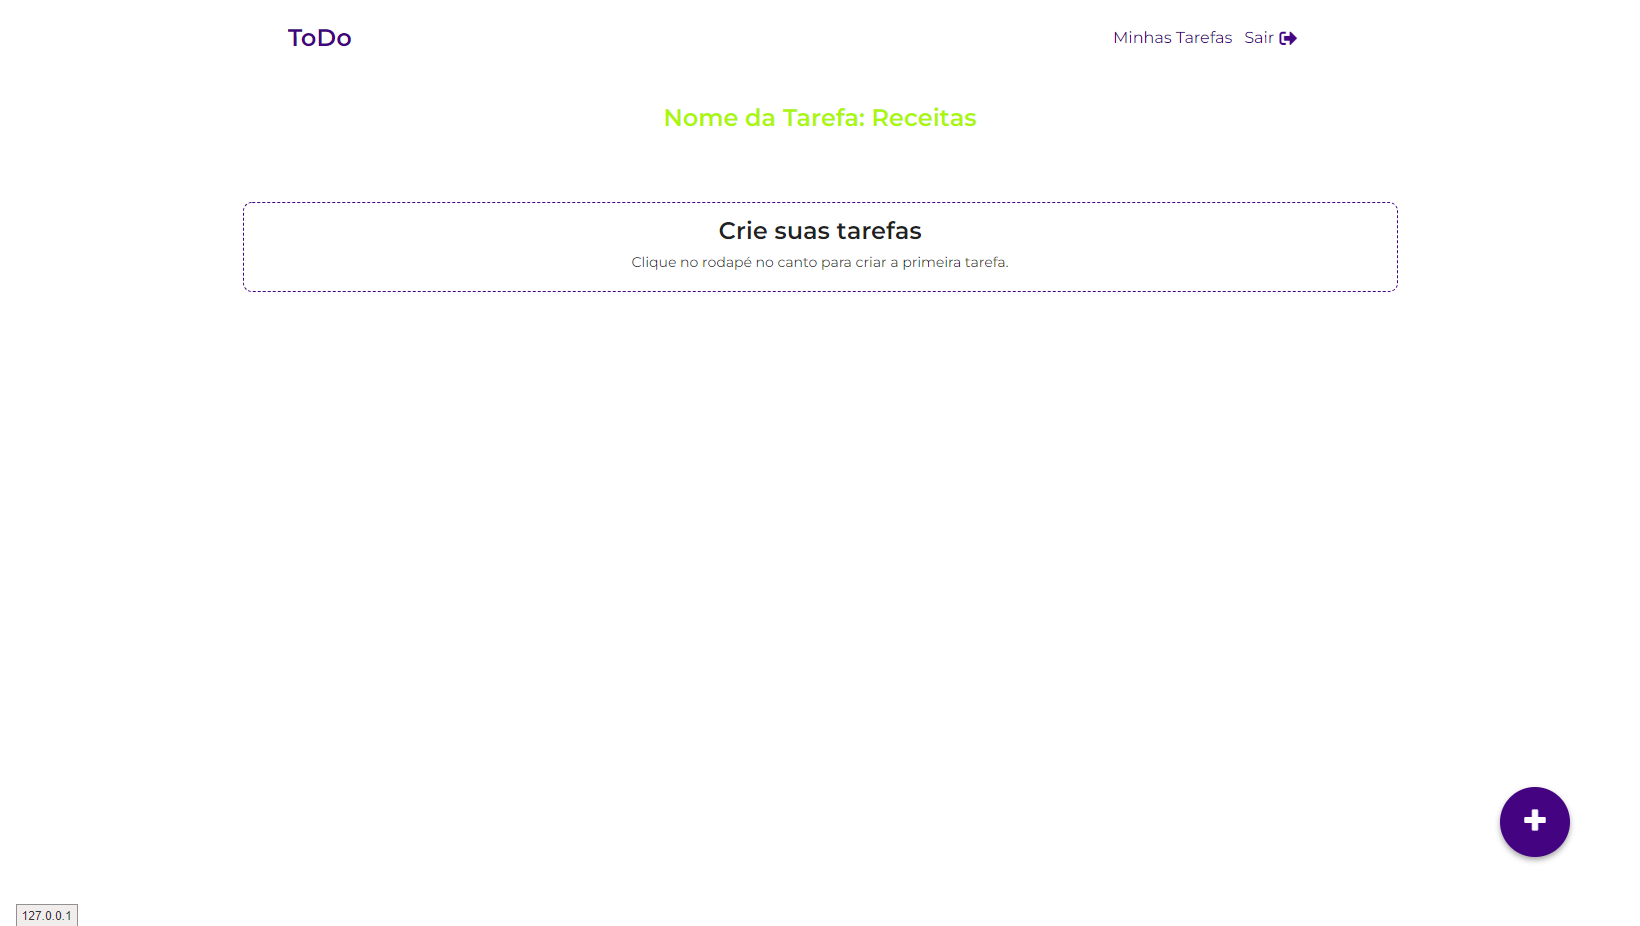 ToDo
Minhas Tarefas Sair
Nome da Tarefa: Receitas
Crie suas tarefas
Clique no rodapé no canto para criar a primeira tarefa.
127.0.0.1